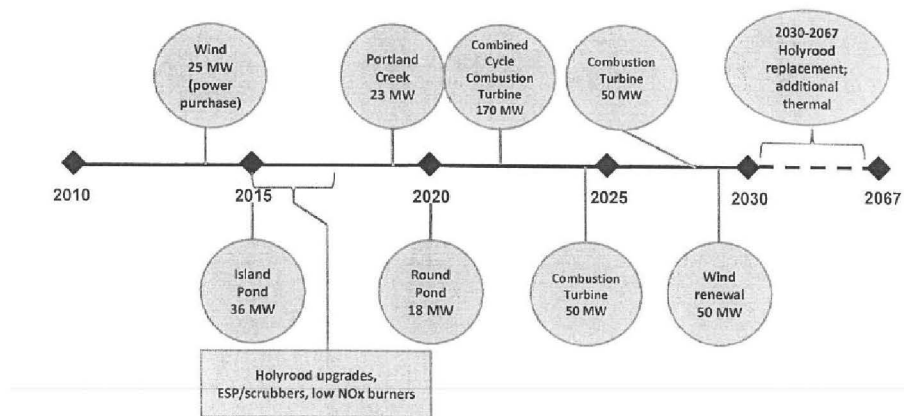 Wind
25 MW
(power
purchase)
Portland
Creek
23 MW
Combined
Cycle
Combustion
Turbine
170 MW
Combustion
Turbine
50 MW
2030-2067
Holyrood
replacement;
additional
thermal
2010
2015
2020
2025
2030
2067
Island
Pond
36 MW
Round
Pond
18 MW
Combustion
Turbine
50 MW
Wind
renewal
50 MW
Holyrood upgrades,
ESP/scrubbers, low NOx burners